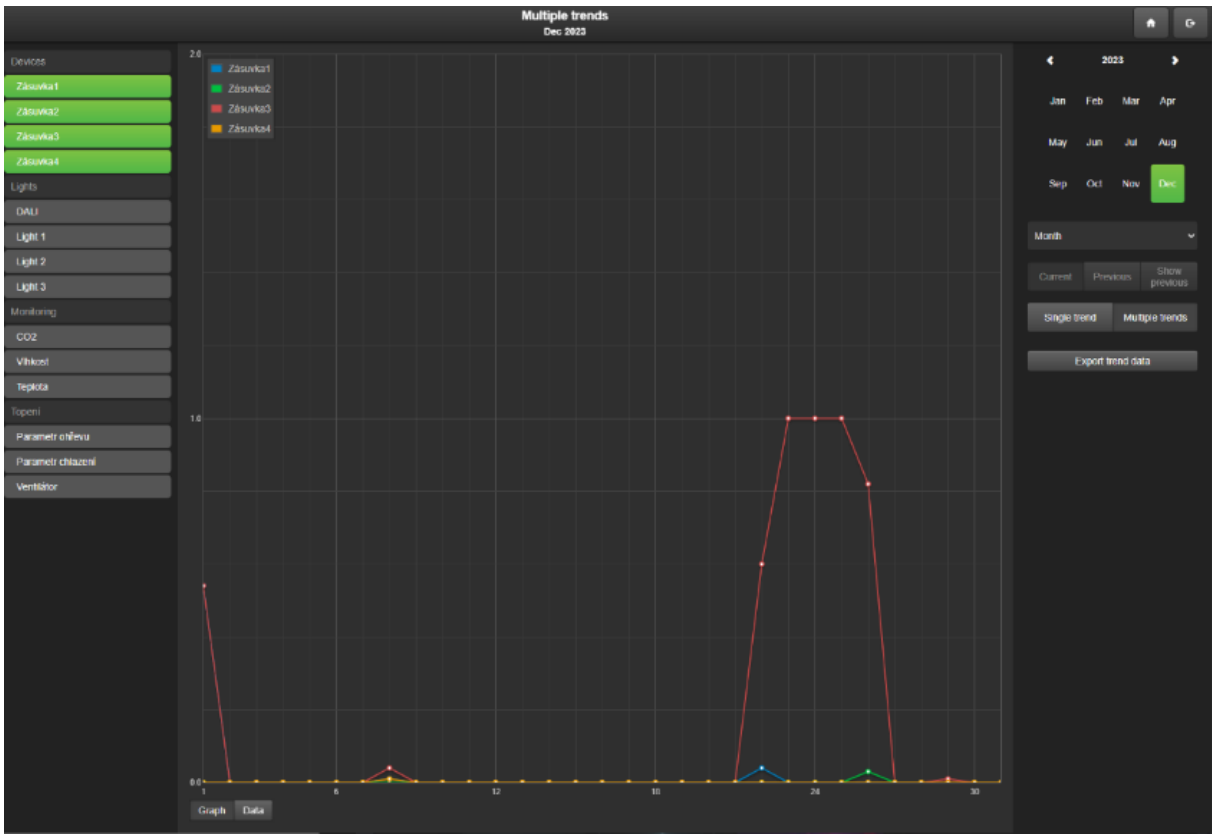 Multiple trends
Dec 2023
Devices
Zásuvka1
Zásuvka2
Zásuvka3
Zásuvka4
Lights
DALI
Light 1
Light 2
Light 3
Monitoring
CO2
Vlhkost
Teplota
Topení
Parametr ohřevu
Parametr chlazení
Ventilátor
2.0
1.0
0.0
Zásuvka1
Zásuvka2
Zásuvka3
Zásuvka4
1 6 12 18 24 30
Graph Data
2023
Jan Feb Mar Apr
May Jun Jul Aug
Sep Oct Nov Dec
Month
Current Previous Show previous
Single trend Multiple trends
Export trend data